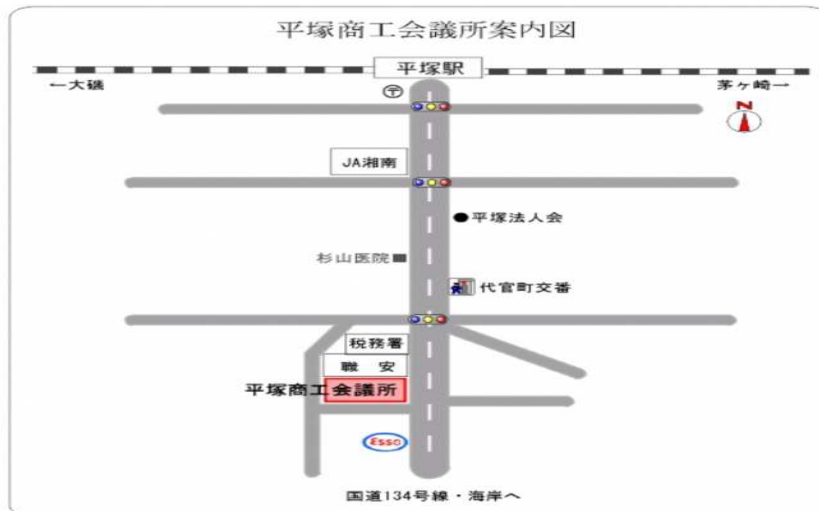 平塚商工会議所案内図
平塚駅
←大磯
茅ヶ崎→
〒
N
JA湘南
平塚法人会
杉山医院
代官町交番
税務署
職 安
平塚商工会議所
Esso
国道134号線・海岸へ